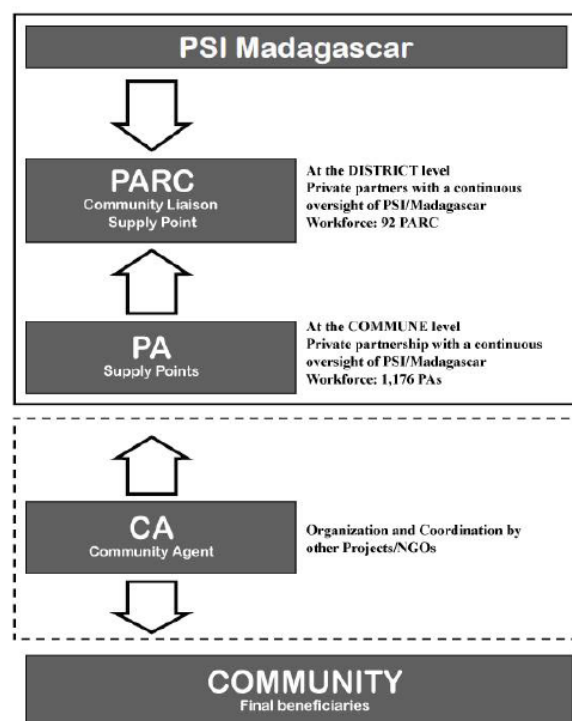 PSI Madagascar
PARC
Community Liaison
Supply Point
At the DISTRICT level
Private partners with a continuous
oversight of PSI/Madagascar
Workforce: 92 PARC
PA
Supply Points
At the COMMUNE level
Private partnership with a continuous
oversight of PSI/Madagascar
Workforce: 1,176 PAs
CA
Community Agent
Organization and Coordination by
other Projects/NGOs
COMMUNITY
Final beneficiaries